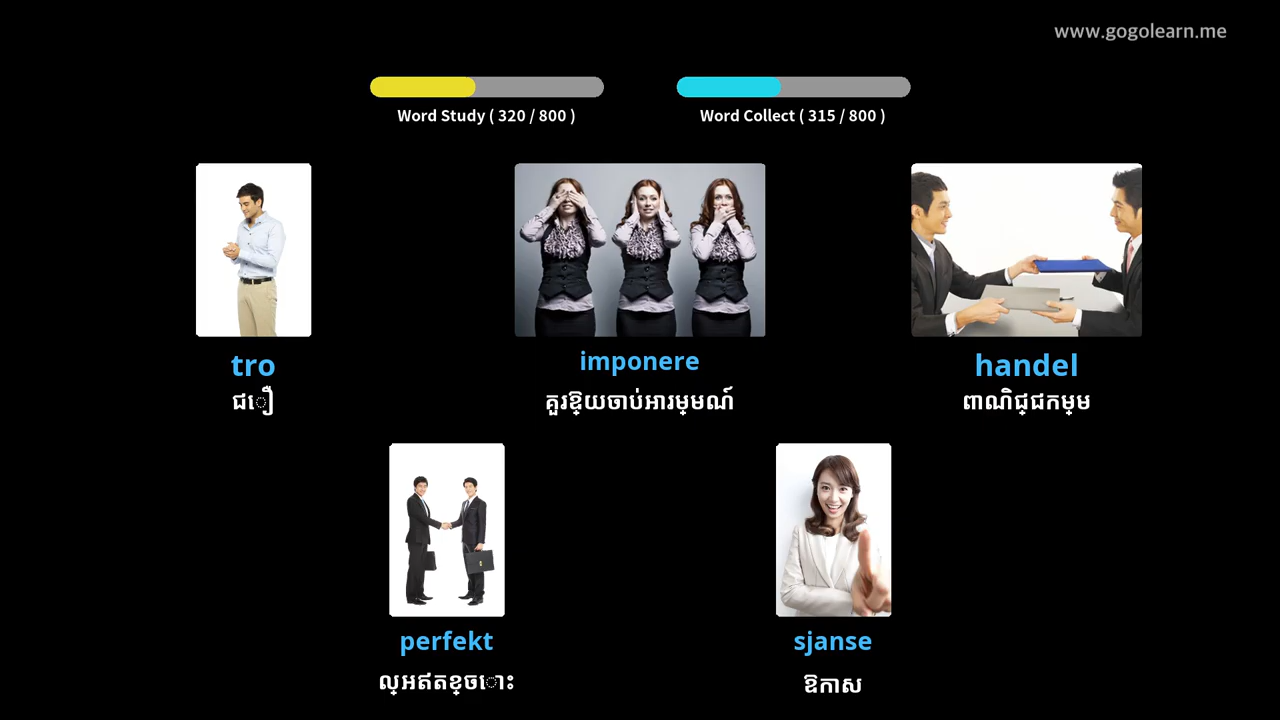 www.gogolearn.me
Word Study ( 320 / 800 )
Word Collect ( 315 / 800 )
tro
imponere
handel
ជឿ
គួរឱ្យចាប់អារម្មណ៍
ពាណិជ្ជកម្ម
perfekt
sjanse
ល្អឥតខ្ចោះ
ឱកាស